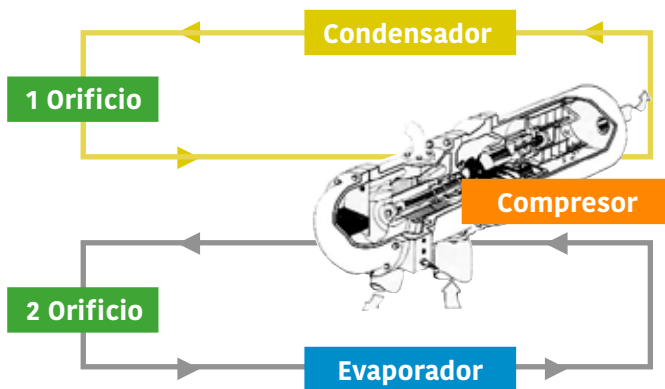 Condensador
1 Orificio
Compresor
2 Orificio
Evaporador